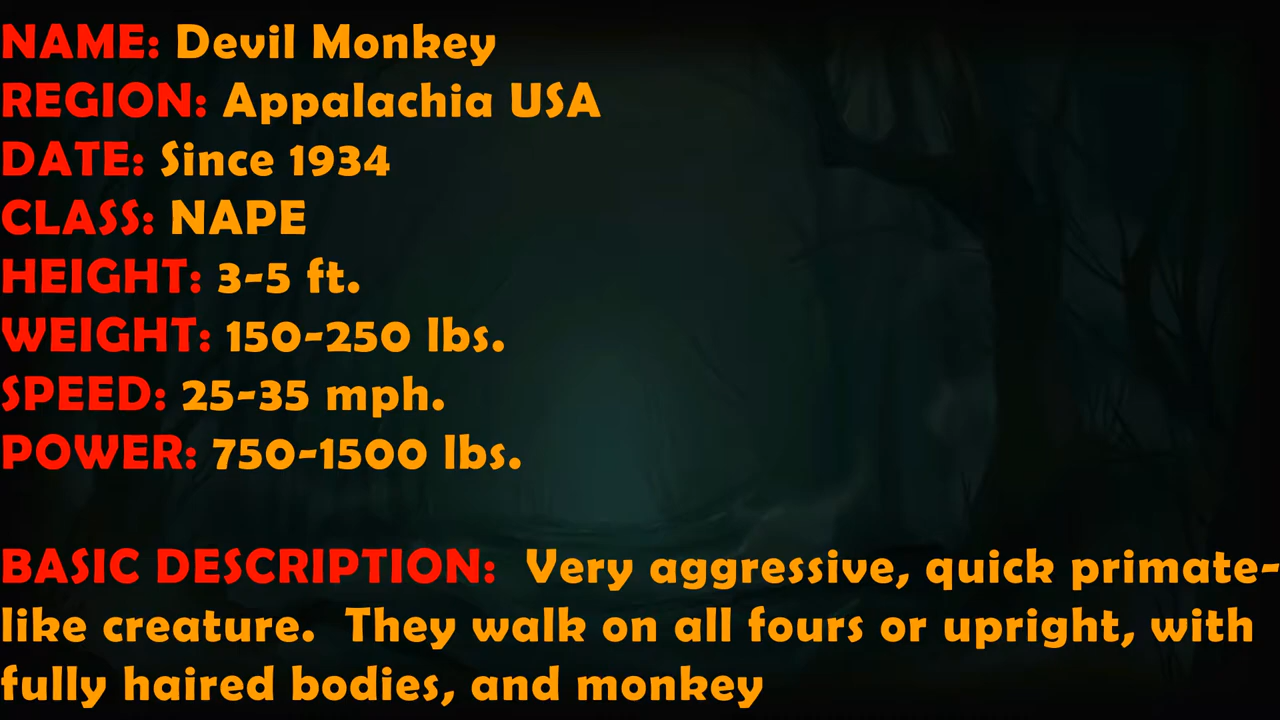 NAME: Devil Monkey
REGION: Appalachia USA
DATE: Since 1934
CLASS: NAPE
HEIGHT: 3-5 ft.
WEIGHT: 150-250 lbs.
SPEED: 25-35 mph.
POWER: 750-1500 lbs.
BASIC DESCRIPTION: Very aggressive, quick primate-
like creature. They walk on all fours or upright, with
fully haired bodies, and monkey